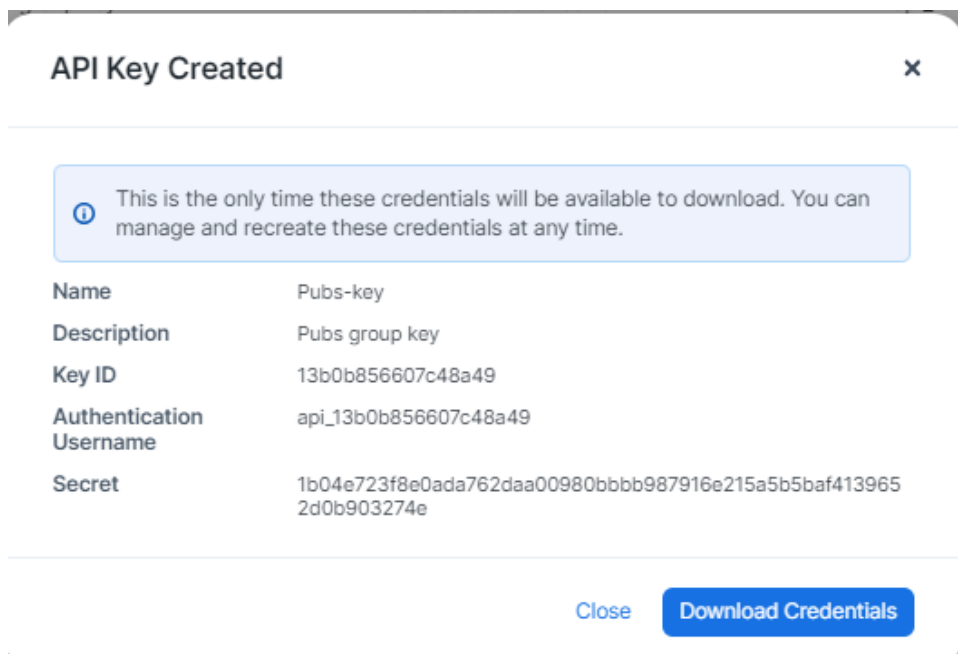 API Key Created
This is the only time these credentials will be available to download. You can
manage and recreate these credentials at any time.
Name Pubs-key
Description Pubs group key
Key ID 13b0b856607c48a49
Authentication Username api_13b0b856607c48a49
Secret 1b04e723f8e0ada762daa00980bbbb987916e215a5b5baf413965
2d0b903274e
Close Download Credentials